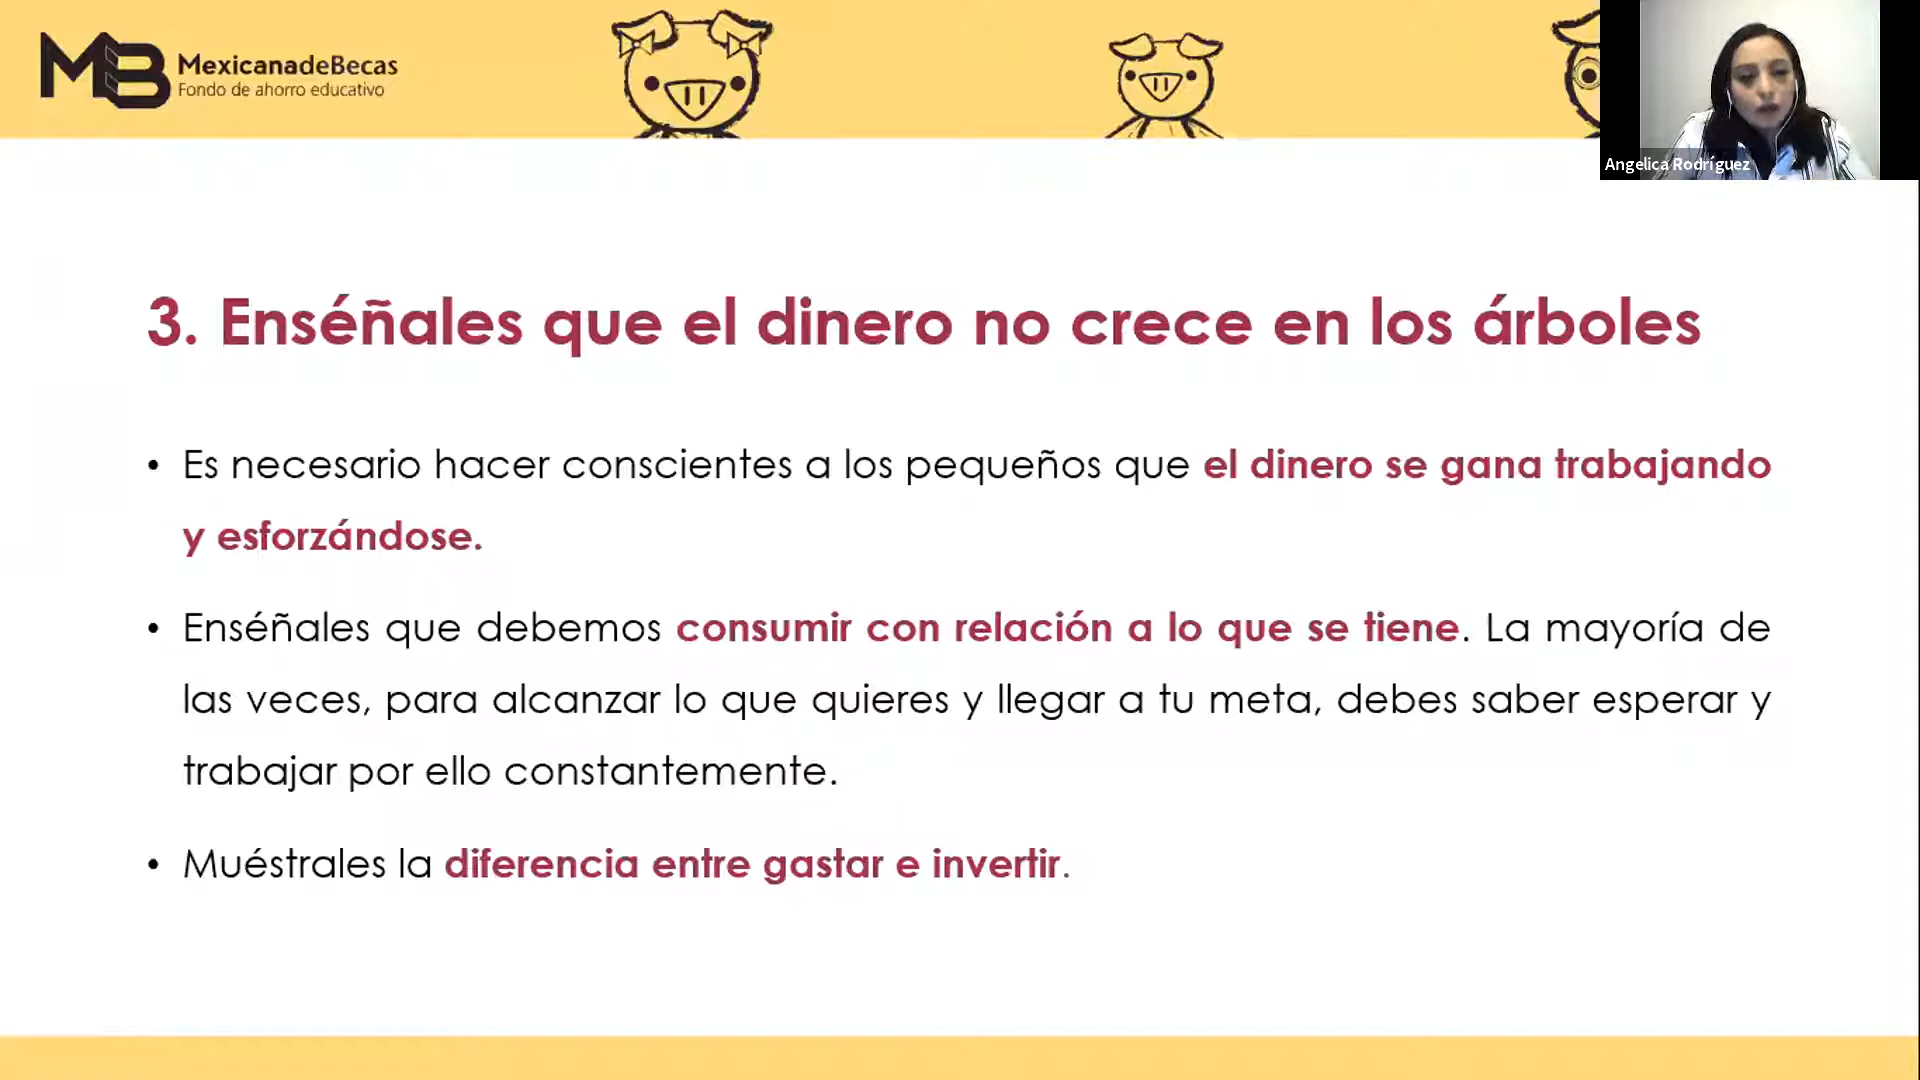 MB MexicanadeBecas
Fondo de ahorro educativo
Angelica Rodríguez
3. Enséñales que el dinero no crece en los árboles
• Es necesario hacer conscientes a los pequeños que el dinero se gana trabajando
y esforzándose.
• Enséñales que debemos consumir con relación a lo que se tiene. La mayoría de
las veces, para alcanzar lo que quieres y llegar a tu meta, debes saber esperar y
trabajar por ello constantemente.
• Muéstrales la diferencia entre gastar e invertir.